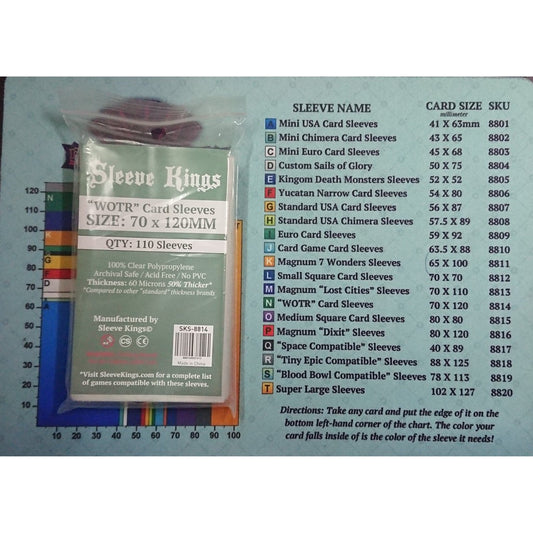 Sleeve Kings
"WOTR" Card Sleeves
SIZE: 70 x 120MM
QTY: 110 Sleeves
100% Clear Polypropylene
Archival Safe / Acid Free / No PVC
Thickness: 60 Microns 50% Thicker*
*Compared to other "standard" thickness brands
Manufactured by
Sleeve Kings©
SKS-8814
Made in China
*Visit SleeveKings.com for a complete list
of games compatible with these sleeves.
120
110
100
90
80
70
60
50
40
30
20
10
10 20 30 40 50 60 70 80 90 100
SLEEVE NAME CARD SIZE SKU
millimeter
A Mini USA Card Sleeves 41 X 63mm 8801
B Mini Chimera Card Sleeves 43 X 65 8802
C Mini Euro Card Sleeves 45 X 68 8803
D Custom Sails of Glory 50 X 75 8804
E Kingom Death Monsters Sleeves 52 X 52 8805
F Yucatan Narrow Card Sleeves 54 X 80 8806
G Standard USA Card Sleeves 56 X 87 8807
H Standard USA Chimera Sleeves 57.5 X 89 8808
I Euro Card Sleeves 59 X 92 8809
J Card Game Card Sleeves 63.5 X 88 8810
K Magnum 7 Wonders Sleeves 65 X 100 8811
L Small Square Card Sleeves 70 X 70 8812
M Magnum "Lost Cities" Sleeves 70 X 110 8813
N "WOTR" Card Sleeves 70 X 120 8814
O Medium Square Card Sleeves 80 X 80 8815
P Magnum "Dixit" Sleeves 80 X 120 8816
Q "Space Compatible" Sleeves 40 X 89 8817
R "Tiny Epic Compatible" Sleeves 88 X 125 8818
S "Blood Bowl Compatible" Sleeves 78 X 113 8819
T Super Large Sleeves 102 X 127 8820
Directions: Take any card and put the edge of it on the
bottom left-hand corner of the chart. The color your
card falls inside of is the color of the sleeve it needs!